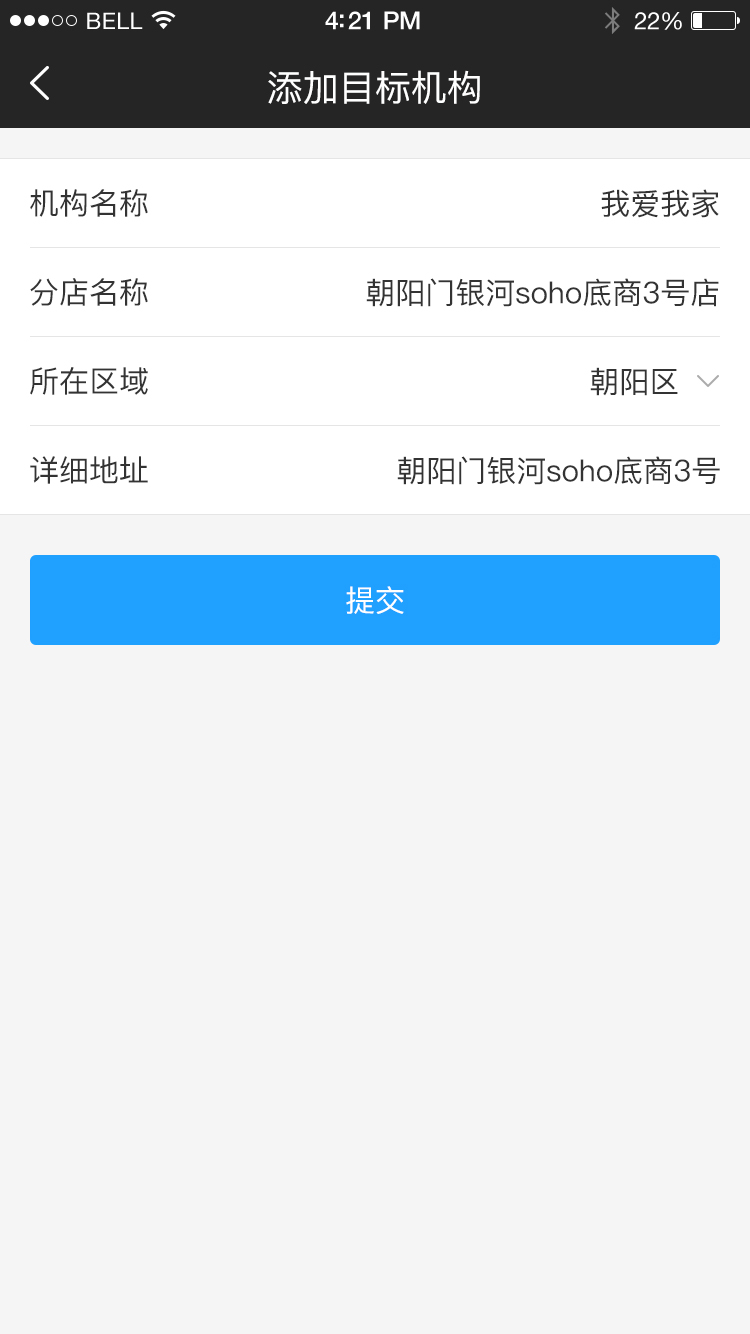 BELL 4:21 PM 22%
添加目标机构
机构名称 我爱我家
分店名称 朝阳门银河soho底商3号店
所在区域 朝阳区
详细地址 朝阳门银河soho底商3号
提交